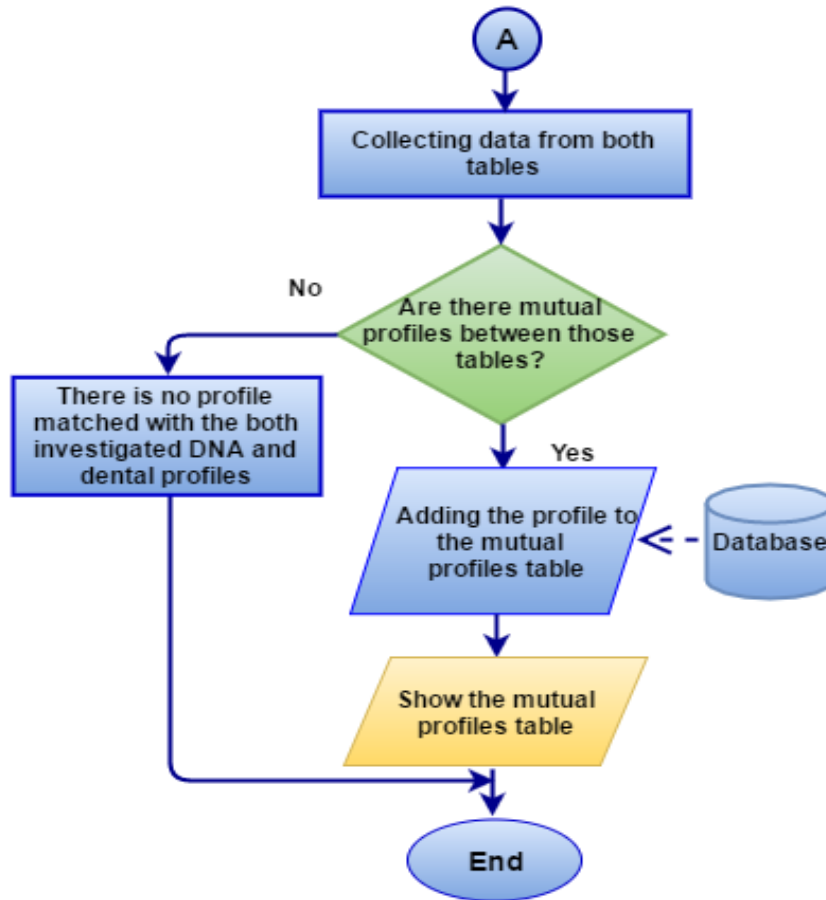 A
Collecting data from both
tables
No
Are there mutual
profiles between those
tables?
There is no profile
matched with the both
investigated DNA and
dental profiles
Yes
Adding the profile to
the mutual
profiles table
Database
Show the mutual
profiles table
End